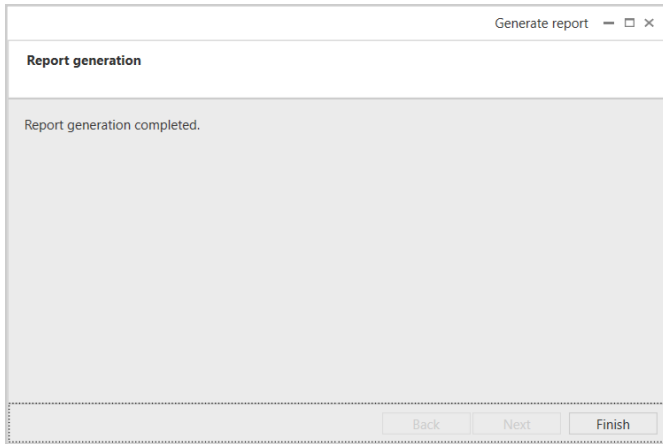 Generate report
Report generation
Report generation completed.
Back Next Finish